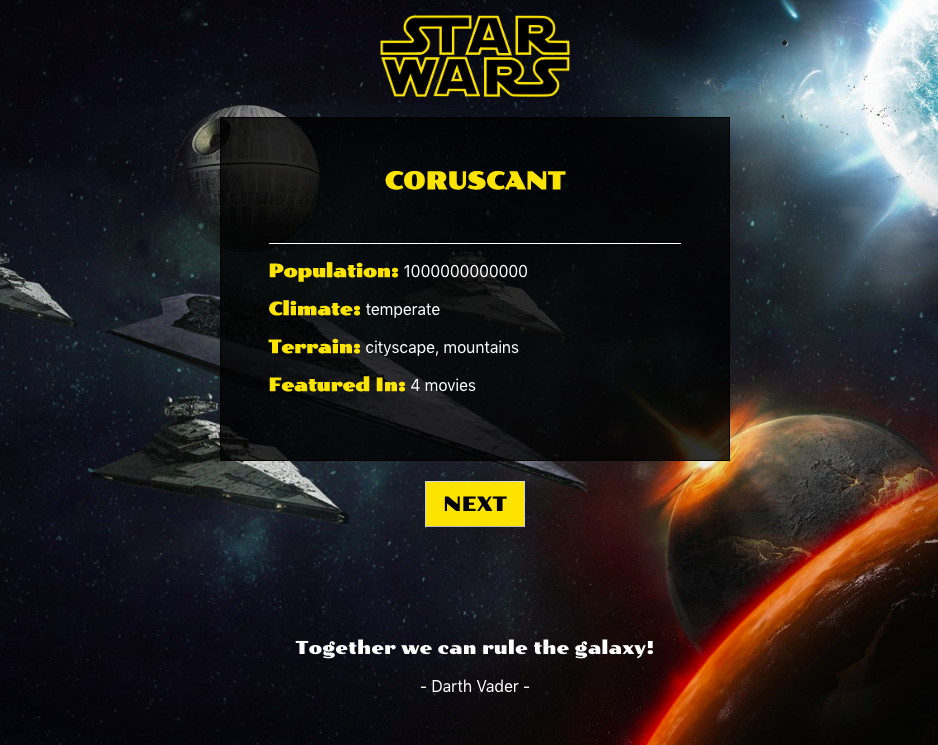 STAR
WARS
CORUSCANT
Population: 1000000000000
Climate: temperate
Terrain: cityscape, mountains
Featured In: 4 movies
NEXT
Together we can rule the galaxy!
- Darth Vader -